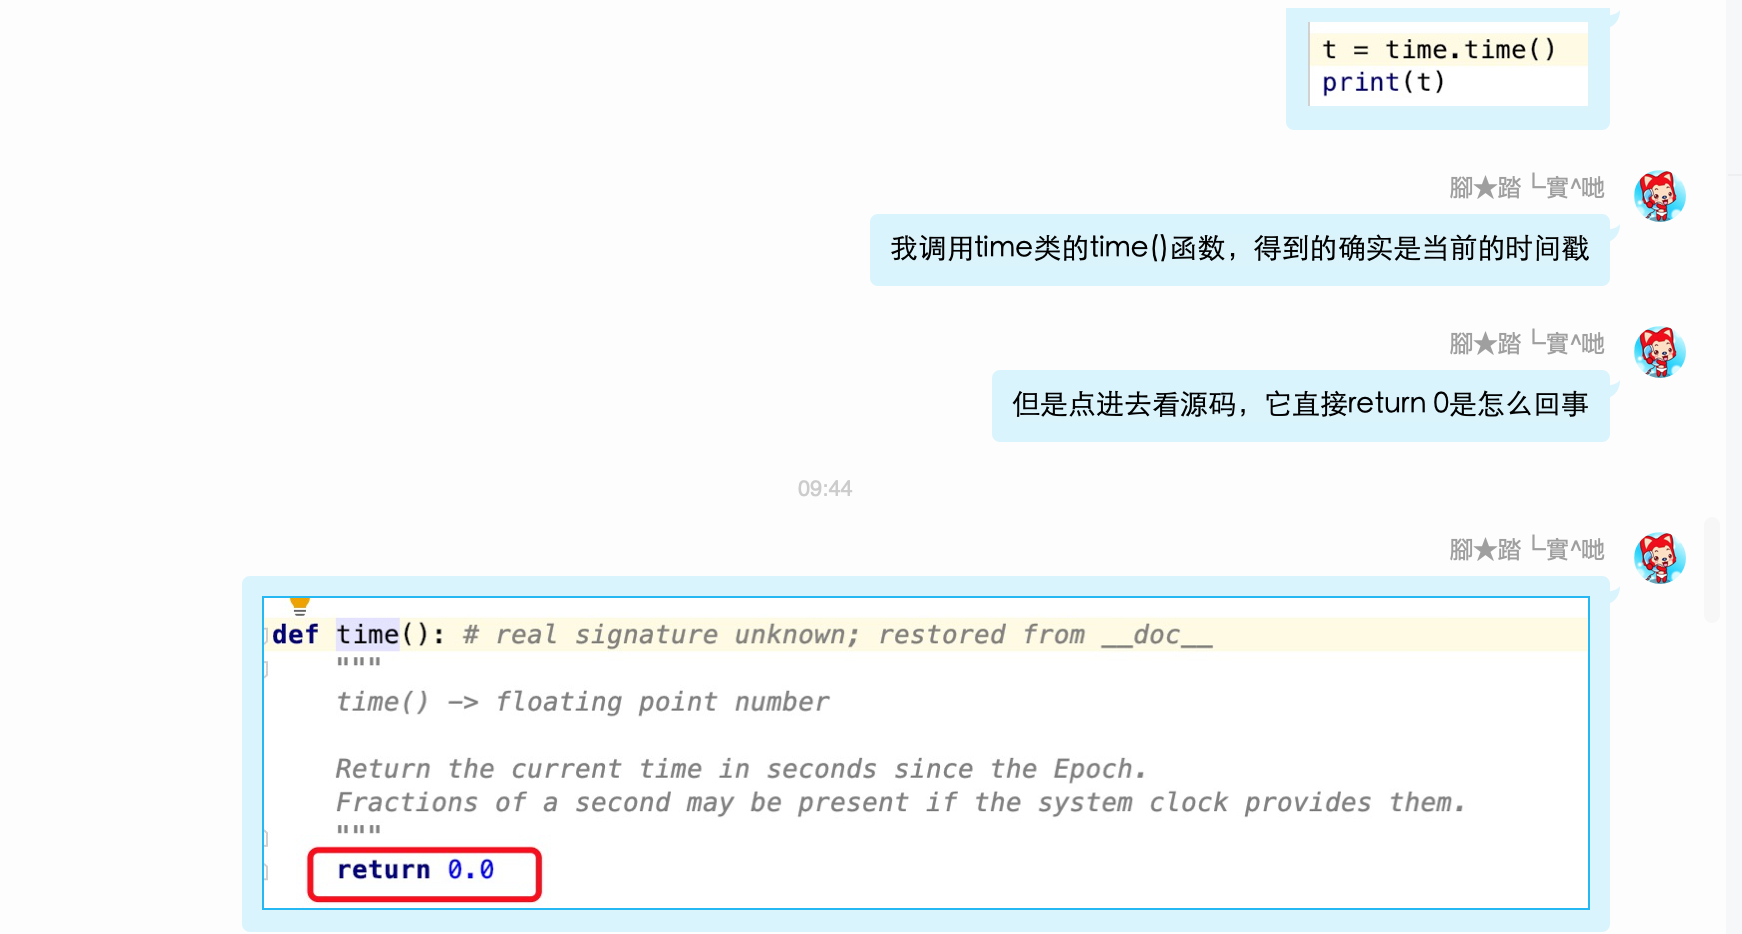 t = time.time()
print(t)
腳★踏┗實^哋
我调用time类的time()函数，得到的确实是当前的时间戳
腳★踏┗實^哋
但是点进去看源码，它直接return 0是怎么回事
09:44
腳★踏┗實^哋
def time(): # real signature unknown; restored from __doc__
"""
time() -> floating point number
Return the current time in seconds since the Epoch.
Fractions of a second may be present if the system clock provides them.
"""
return 0.0